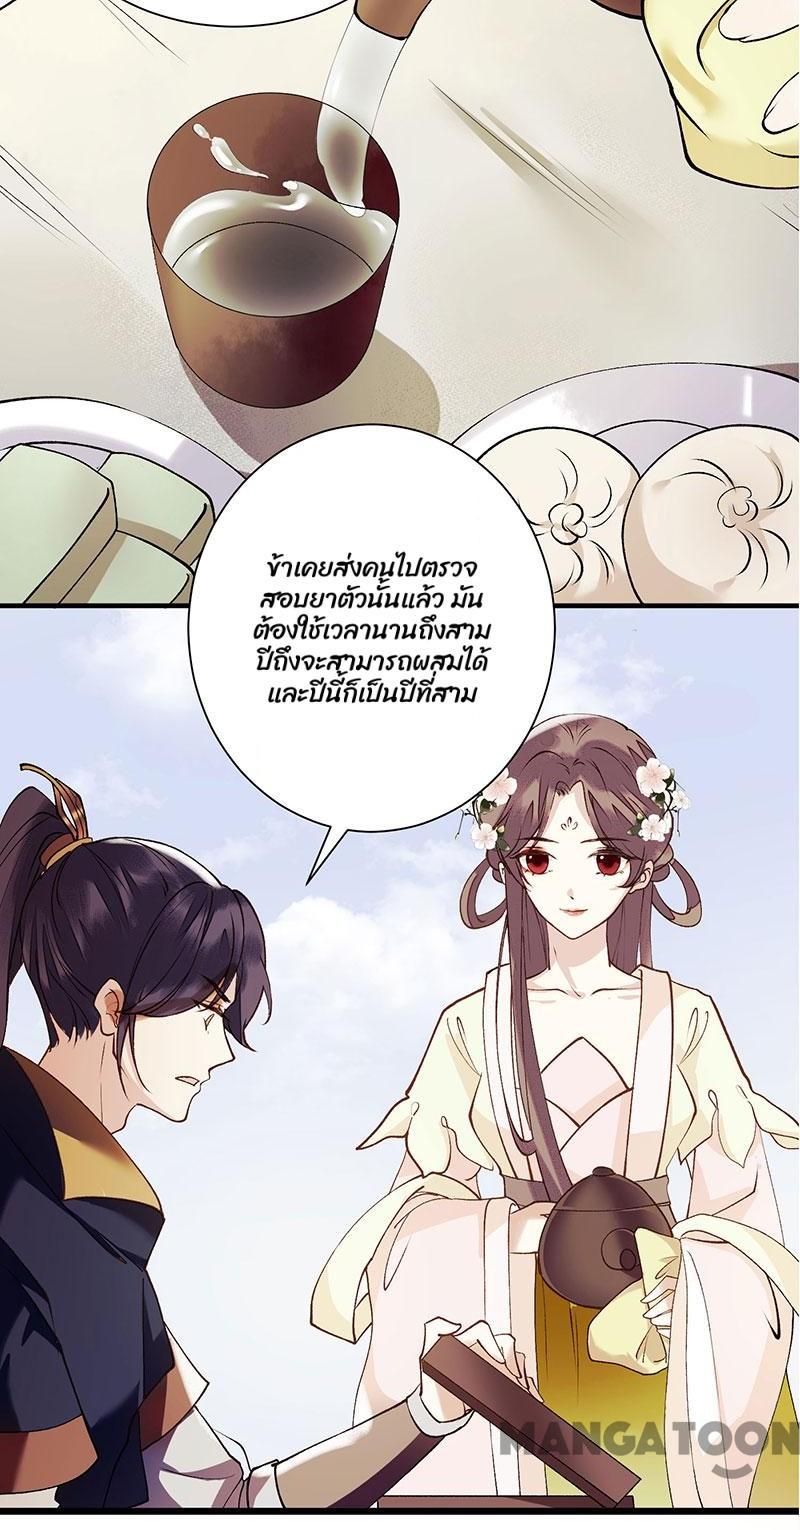 ข้าเคยส่งคนไปตรวจ
สอบยาตัวนั้นแล้ว มัน
ต้องใช้เวลานานถึงสาม
ปีถึงจะสามารถผสมได้
และปีนี้ก็เป็นปีที่สาม
MANGATOON